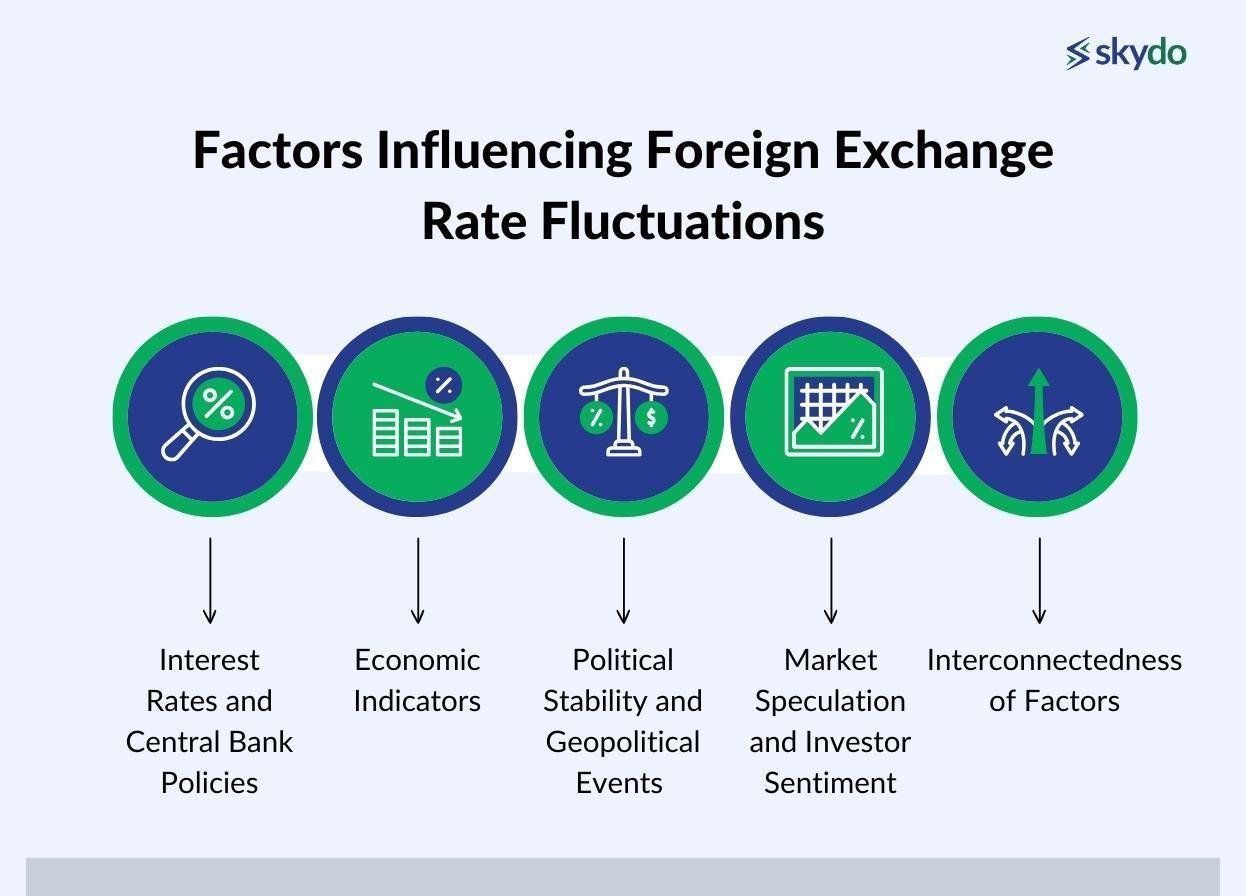 skydo
Factors Influencing Foreign Exchange
Rate Fluctuations
%
%
%
$
%
Interest
Rates and
Central Bank
Policies
Economic
Indicators
Political
Stability and
Geopolitical
Events
Market
Speculation
and Investor
Sentiment
Interconnectedness
of Factors